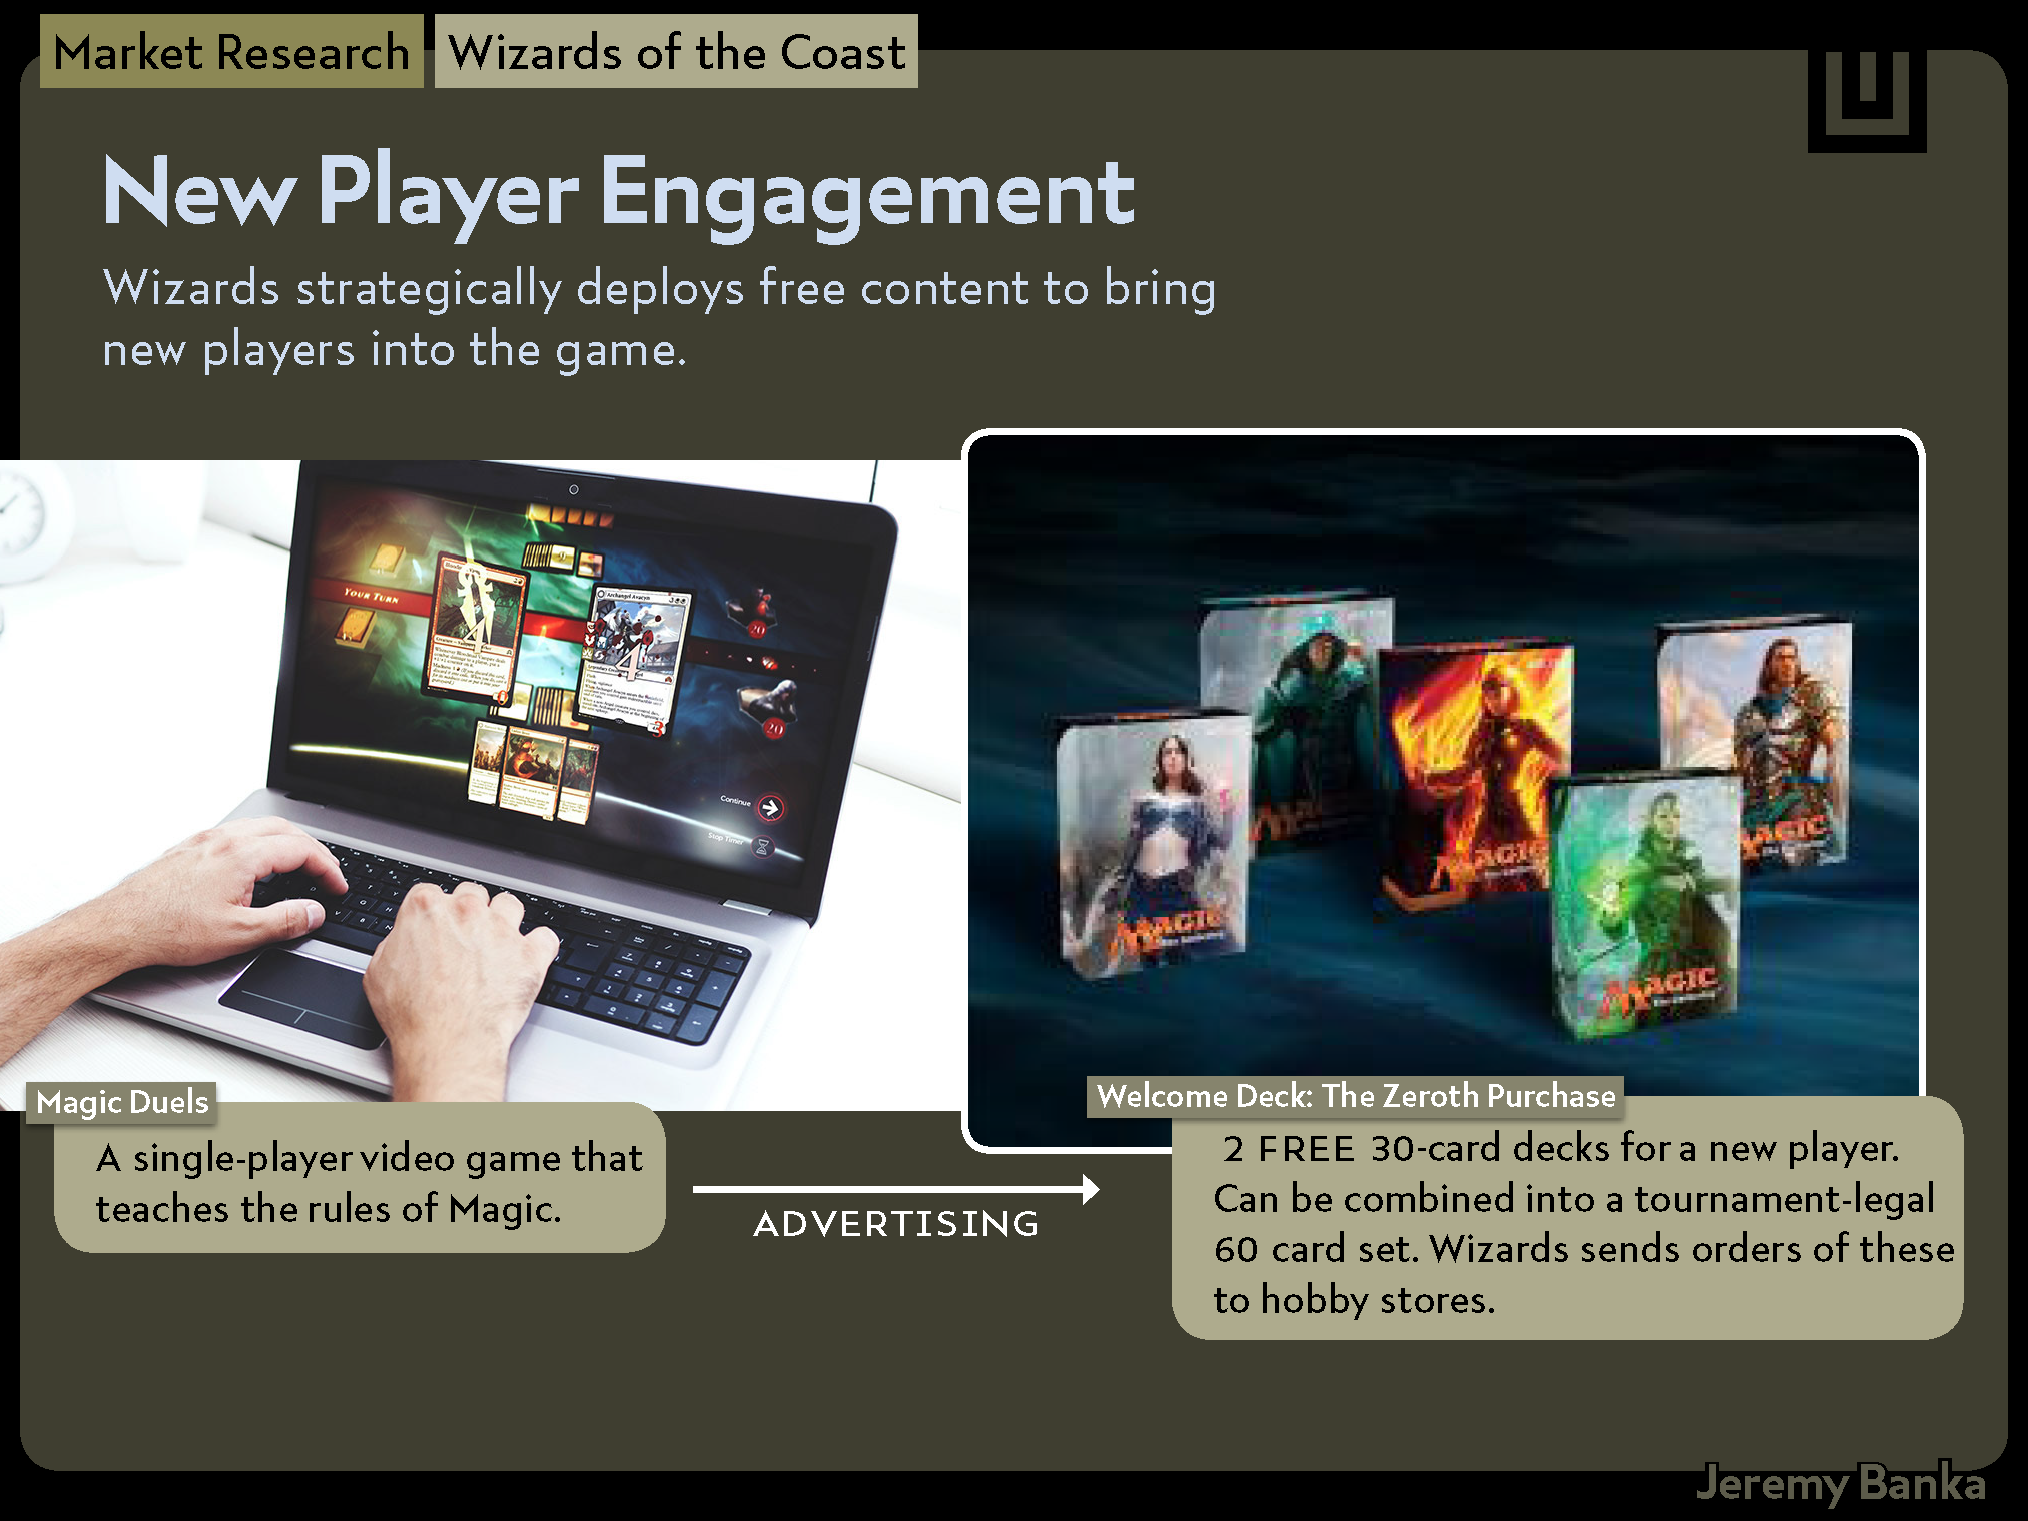 Market Research
Wizards of the Coast
New Player Engagement
Wizards strategically deploys free content to bring
new players into the game.
YOUR TURN
Archangel Avacyn
20
20
Continue
Stop Timer
MAGIC
MAGIC
MAGIC
MAGIC
Magic Duels
A single-player video game that
teaches the rules of Magic.
ADVERTISING
Welcome Deck: The Zeroth Purchase
2 FREE 30-card decks for a new player.
Can be combined into a tournament-legal
60 card set. Wizards sends orders of these
to hobby stores.
Jeremy Banka